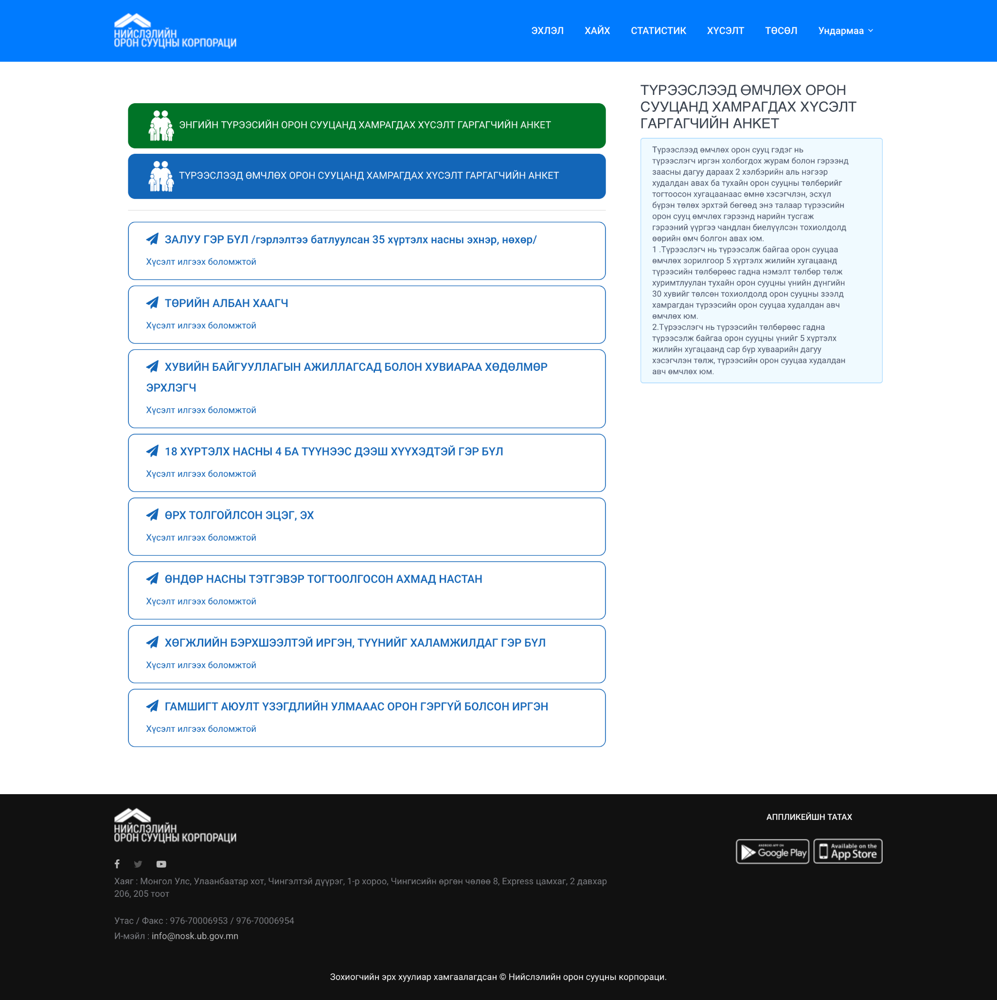 НИЙСЛЭЛИЙН
ОРОН СУУЦНЫ КОРПОРАЦИ
ЭХЛЭЛ
ХАЙХ
СТАТИСТИК
ХҮСЭЛТ
ТӨСӨЛ
Ундармаа
ЭНГИЙН ТҮРЭЭСИЙН ОРОН СУУЦАНД ХАМРАГДАХ ХҮСЭЛТ ГАРГАГЧИЙН АНКЕТ
ТҮРЭЭСЛЭЭД ӨМЧЛӨХ ОРОН СУУЦАНД ХАМРАГДАХ ХҮСЭЛТ ГАРГАГЧИЙН АНКЕТ
ЗАЛУУ ГЭР БҮЛ /гэрлэлтээ батлуулсан 35 хүртэлх насны эхнэр, нөхөр/
Хүсэлт илгээх боломжтой
ТӨРИЙН АЛБАН ХААГЧ
Хүсэлт илгээх боломжтой
ХУВИЙН БАЙГУУЛЛАГЫН АЖИЛЛАГСАД БОЛОН ХУВИАРАА ХӨДӨЛМӨР
ЭРХЛЭГЧ
Хүсэлт илгээх боломжтой
18 ХҮРТЭЛХ НАСНЫ 4 БА ТҮҮНЭЭС ДЭЭШ ХҮҮХЭДТЭЙ ГЭР БҮЛ
Хүсэлт илгээх боломжтой
ӨРХ ТОЛГОЙЛСОН ЭЦЭГ, ЭХ
Хүсэлт илгээх боломжтой
ӨНДӨР НАСНЫ ТЭТГЭВЭР ТОГТООЛГОСОН АХМАД НАСТАН
Хүсэлт илгээх боломжтой
ХӨГЖЛИЙН БЭРХШЭЭЛТЭЙ ИРГЭН, ТҮҮНИЙГ ХАЛАМЖИЛДАГ ГЭР БҮЛ
Хүсэлт илгээх боломжтой
ГАМШИГТ АЮУЛТ ҮЗЭГДЛИЙН УЛМАААС ОРОН ГЭРГҮЙ БОЛСОН ИРГЭН
Хүсэлт илгээх боломжтой
ТҮРЭЭСЛЭЭД ӨМЧЛӨХ ОРОН
СУУЦАНД ХАМРАГДАХ ХҮСЭЛТ
ГАРГАГЧИЙН АНКЕТ
Түрээслээд өмчлөх орон сууц гэдэг нь
түрээслэгч иргэн холбогдох журам болон гэрээнд
заасны дагуу дараах 2 хэлбэрийн аль нэгээр
худалдан авах ба тухайн орон сууцны төлбөрийг
тогтоосон хугацаанаас өмнө хэсэгчлэн, эсхүл
бүрэн төлөх эрхтэй бөгөөд энэ талаар түрээсийн
орон сууц өмчлөх гэрээнд нарийн тусгаж
гэрээний үүргээ чандлан биелүүлсэн тохиолдолд
өөрийн өмч болгон авах юм.
1 .Түрээслэгч нь түрээсэлж байгаа орон сууцаа
өмчлөх зорилгоор 5 хүртэлх жилийн хугацаанд
түрээсийн төлбөрөөс гадна нэмэлт төлбөр төлж
хуримтлуулан тухайн орон сууцны үнийн дүнгийн
30 хувийг төлсөн тохиолдолд орон сууцны зээлд
хамрагдан түрээсийн орон сууцаа худалдан авч
өмчлөх юм.
2.Түрээслэгч нь түрээсийн төлбөрөөс гадна
түрээсэлж байгаа орон сууцны үнийг 5 хүртэлх
жилийн хугацаанд сар бүр хуваарийн дагуу
хэсэгчлэн төлж, түрээсийн орон сууцаа худалдан
авч өмчлөх юм.
НИЙСЛЭЛИЙН
ОРОН СУУЦНЫ КОРПОРАЦИ
Хаяг : Монгол Улс, Улаанбаатар хот, Чингэлтэй дүүрэг, 1-р хороо, Чингисийн өргөн чөлөө 8, Express цамхаг, 2 давхар
206, 205 тоот
Утас / Факс : 976-70006953 / 976-70006954
И-мэйл : info@nosk.ub.gov.mn
АППЛИКЕЙШН ТАТАХ
ANDROID APP ON
Google Play
Available on the
App Store
Зохиогчийн эрх хуулиар хамгаалагдсан © Нийслэлийн орон сууцны корпораци.